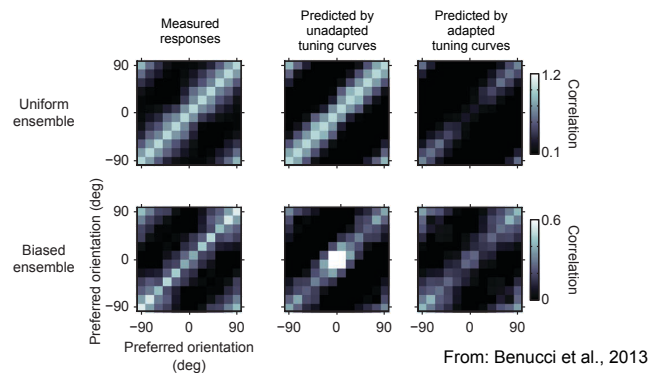 Measured
responses
Predicted by
unadapted
tuning curves
Predicted by
adapted
tuning curves
Uniform
ensemble
90
0
−90
1.2
0.1
Correlation
Biased
ensemble
Preferred orientation (deg)
90
0
−90
0.6
0
Correlation
−90 0 90
−90 0 90
−90 0 90
Preferred orientation
(deg)
From: Benucci et al., 2013